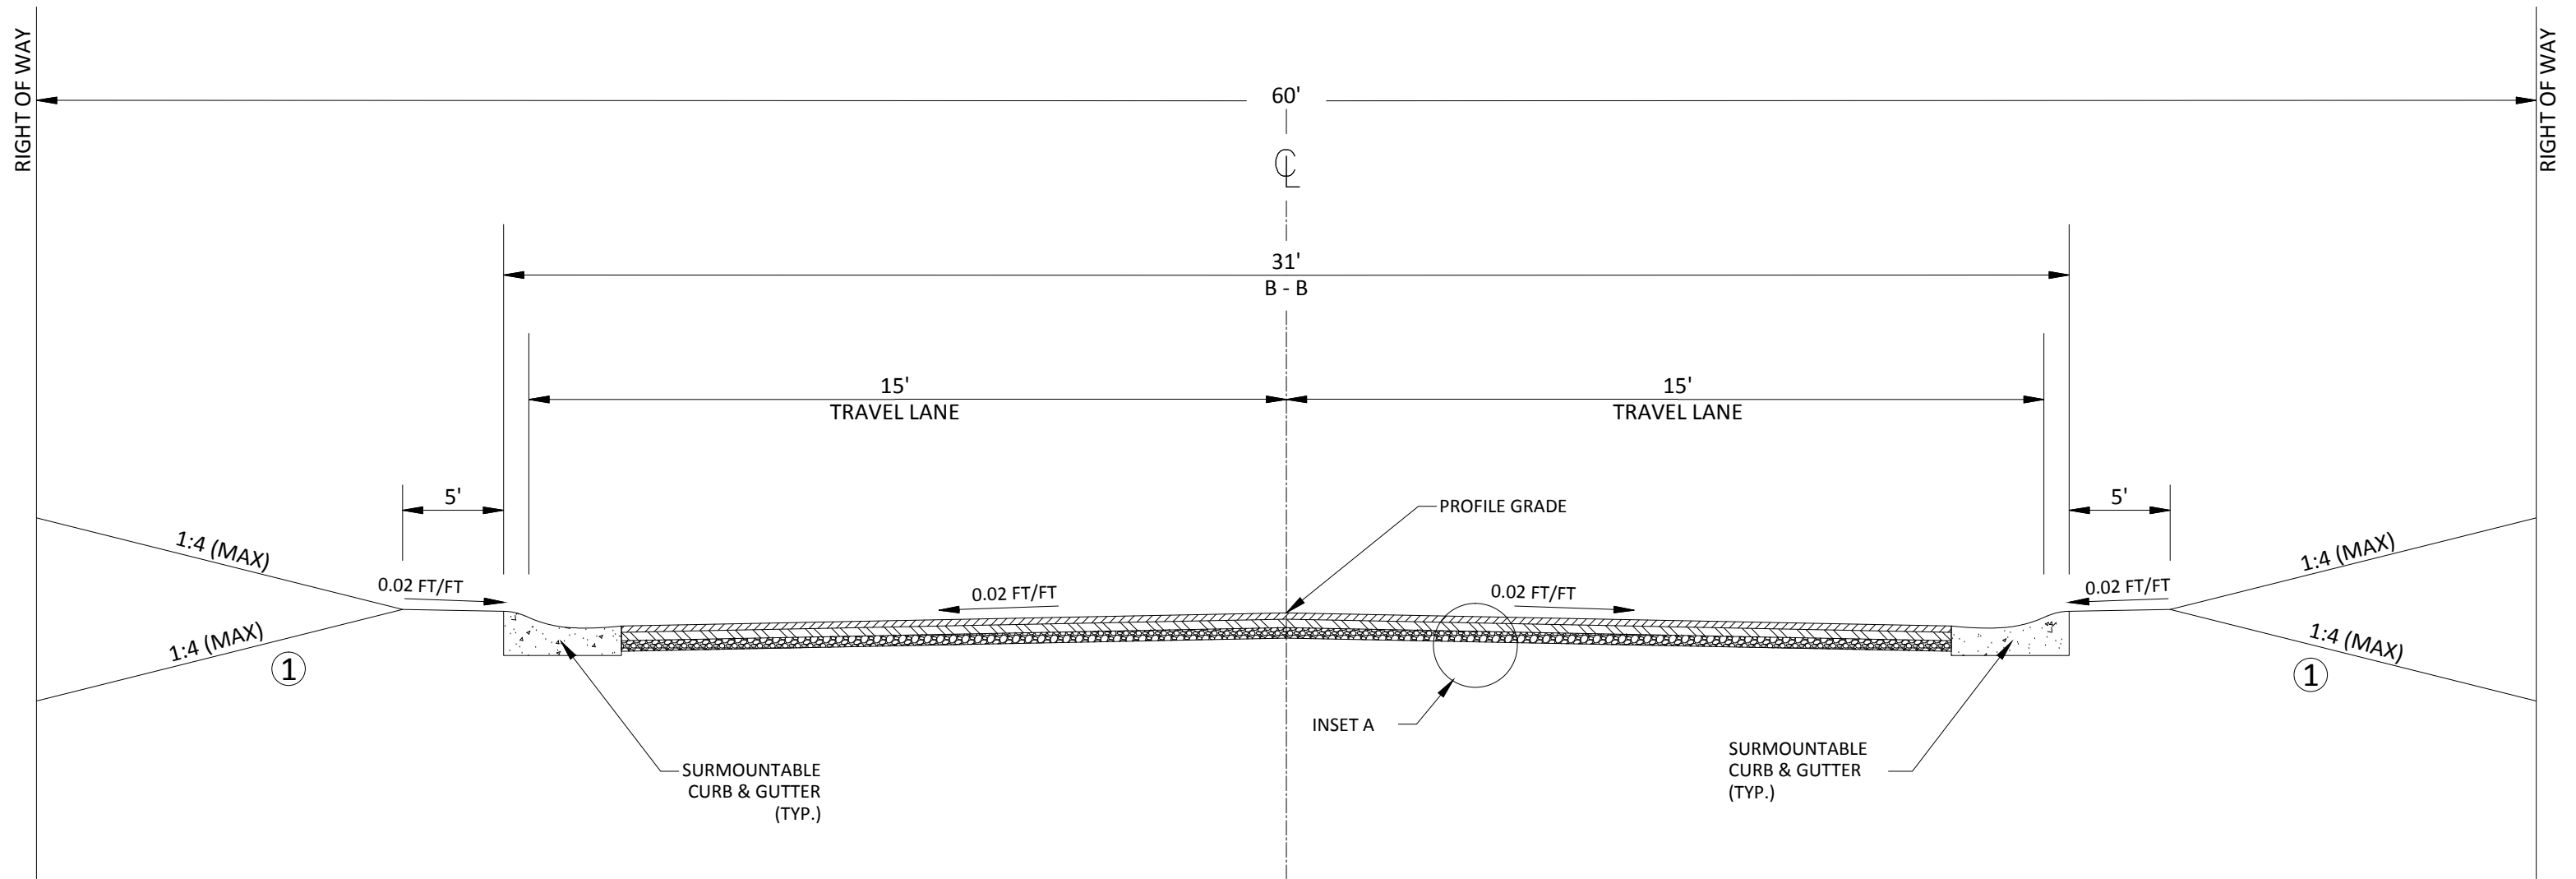 RIGHT OF WAY
60'
RIGHT OF WAY
CL
31'
B - B
15'
TRAVEL LANE
15'
TRAVEL LANE
5'
5'
PROFILE GRADE
1:4 (MAX)
1:4 (MAX)
0.02 FT/FT
0.02 FT/FT
0.02 FT/FT
0.02 FT/FT
1:4 (MAX)
1:4 (MAX)
1
1
INSET A
SURMOUNTABLE
CURB & GUTTER
(TYP.)
SURMOUNTABLE
CURB & GUTTER
(TYP.)